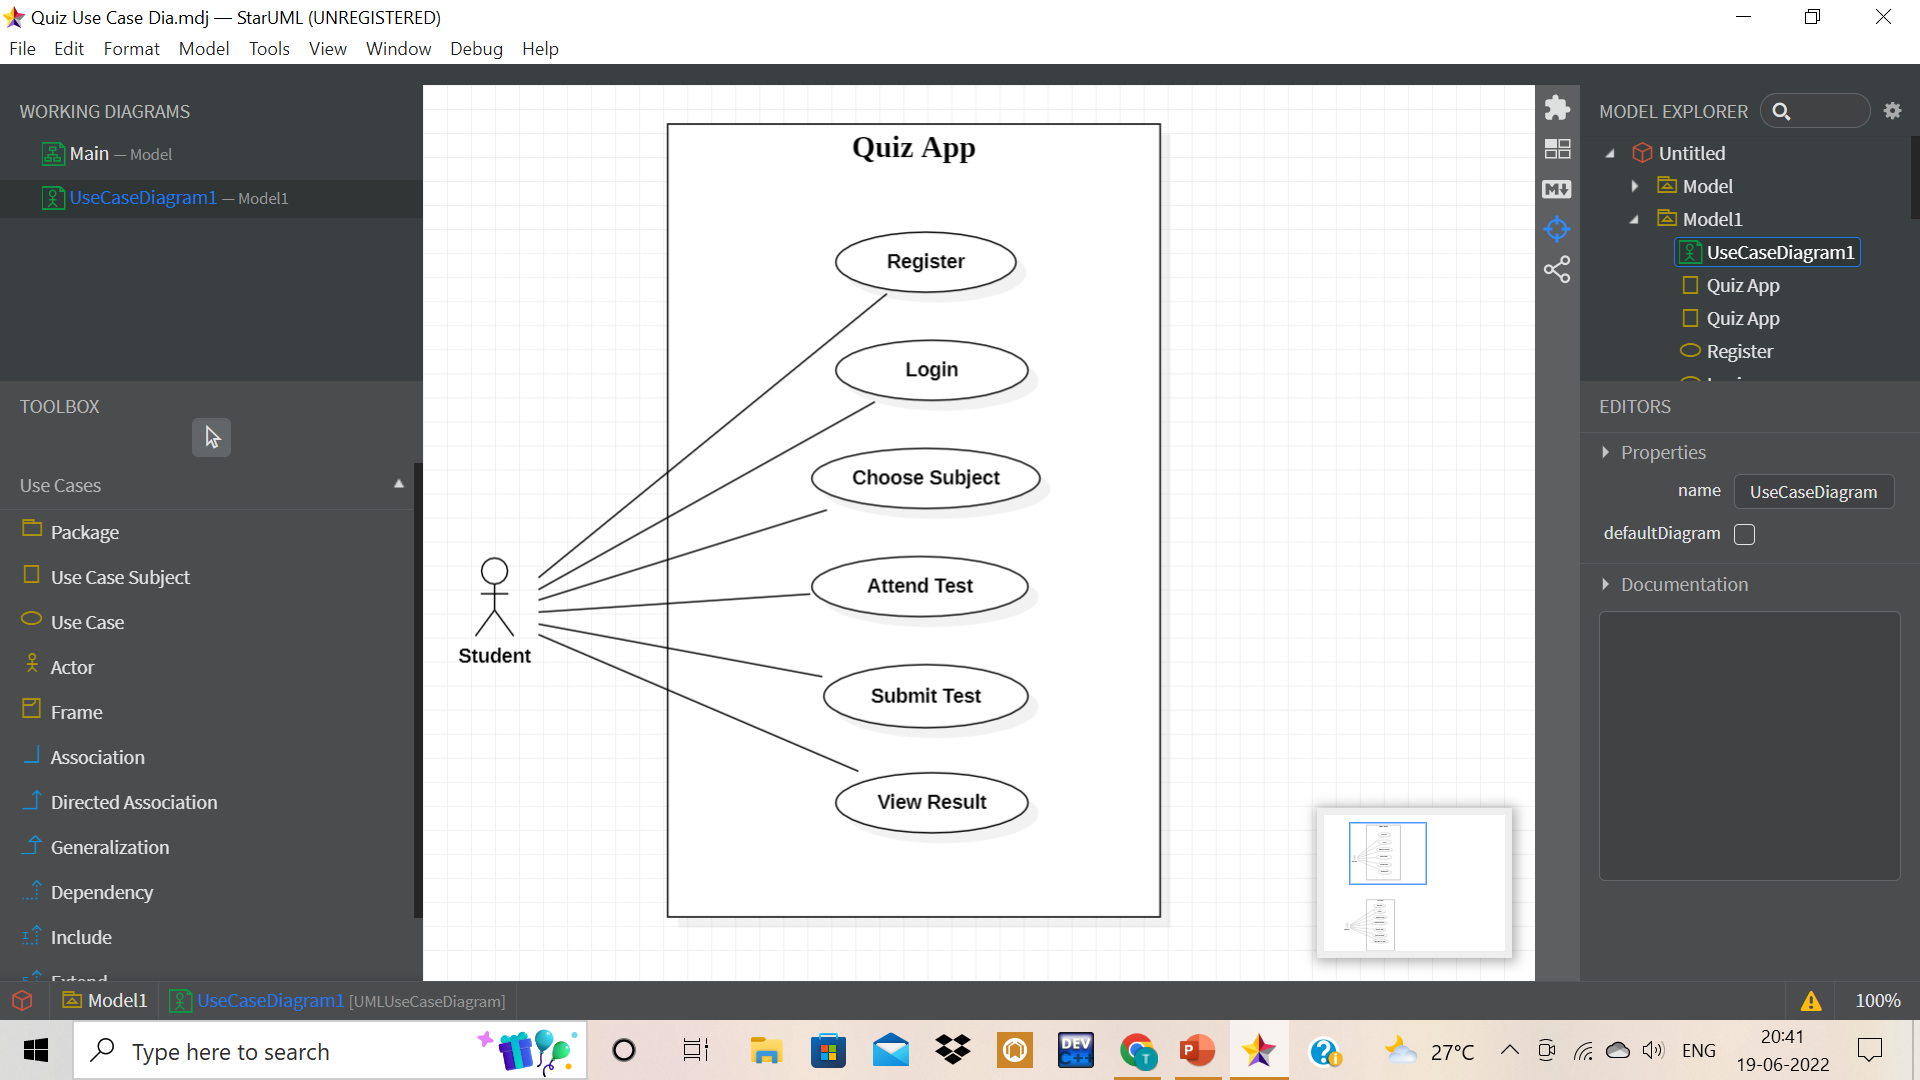 Quiz Use Case Dia.mdj — StarUML (UNREGISTERED)
File Edit Format Model Tools View Window Debug Help
WORKING DIAGRAMS
Main — Model
UseCaseDiagram1 — Model1
TOOLBOX
Use Cases
Package
Use Case Subject
Use Case
Actor
Frame
Association
Directed Association
Generalization
Dependency
Include
Extend
Quiz App
Register
Login
Choose Subject
Attend Test
Submit Test
View Result
Student
M
MODEL EXPLORER
Untitled
Model
Model1
UseCaseDiagram1
Quiz App
Quiz App
Register
EDITORS
Properties
name UseCaseDiagram
defaultDiagram
Documentation
Model1 UseCaseDiagram1 [UMLUseCaseDiagram]
100%
Type here to search
DEV
C++
T
P
27°C
ENG
20:41
19-06-2022